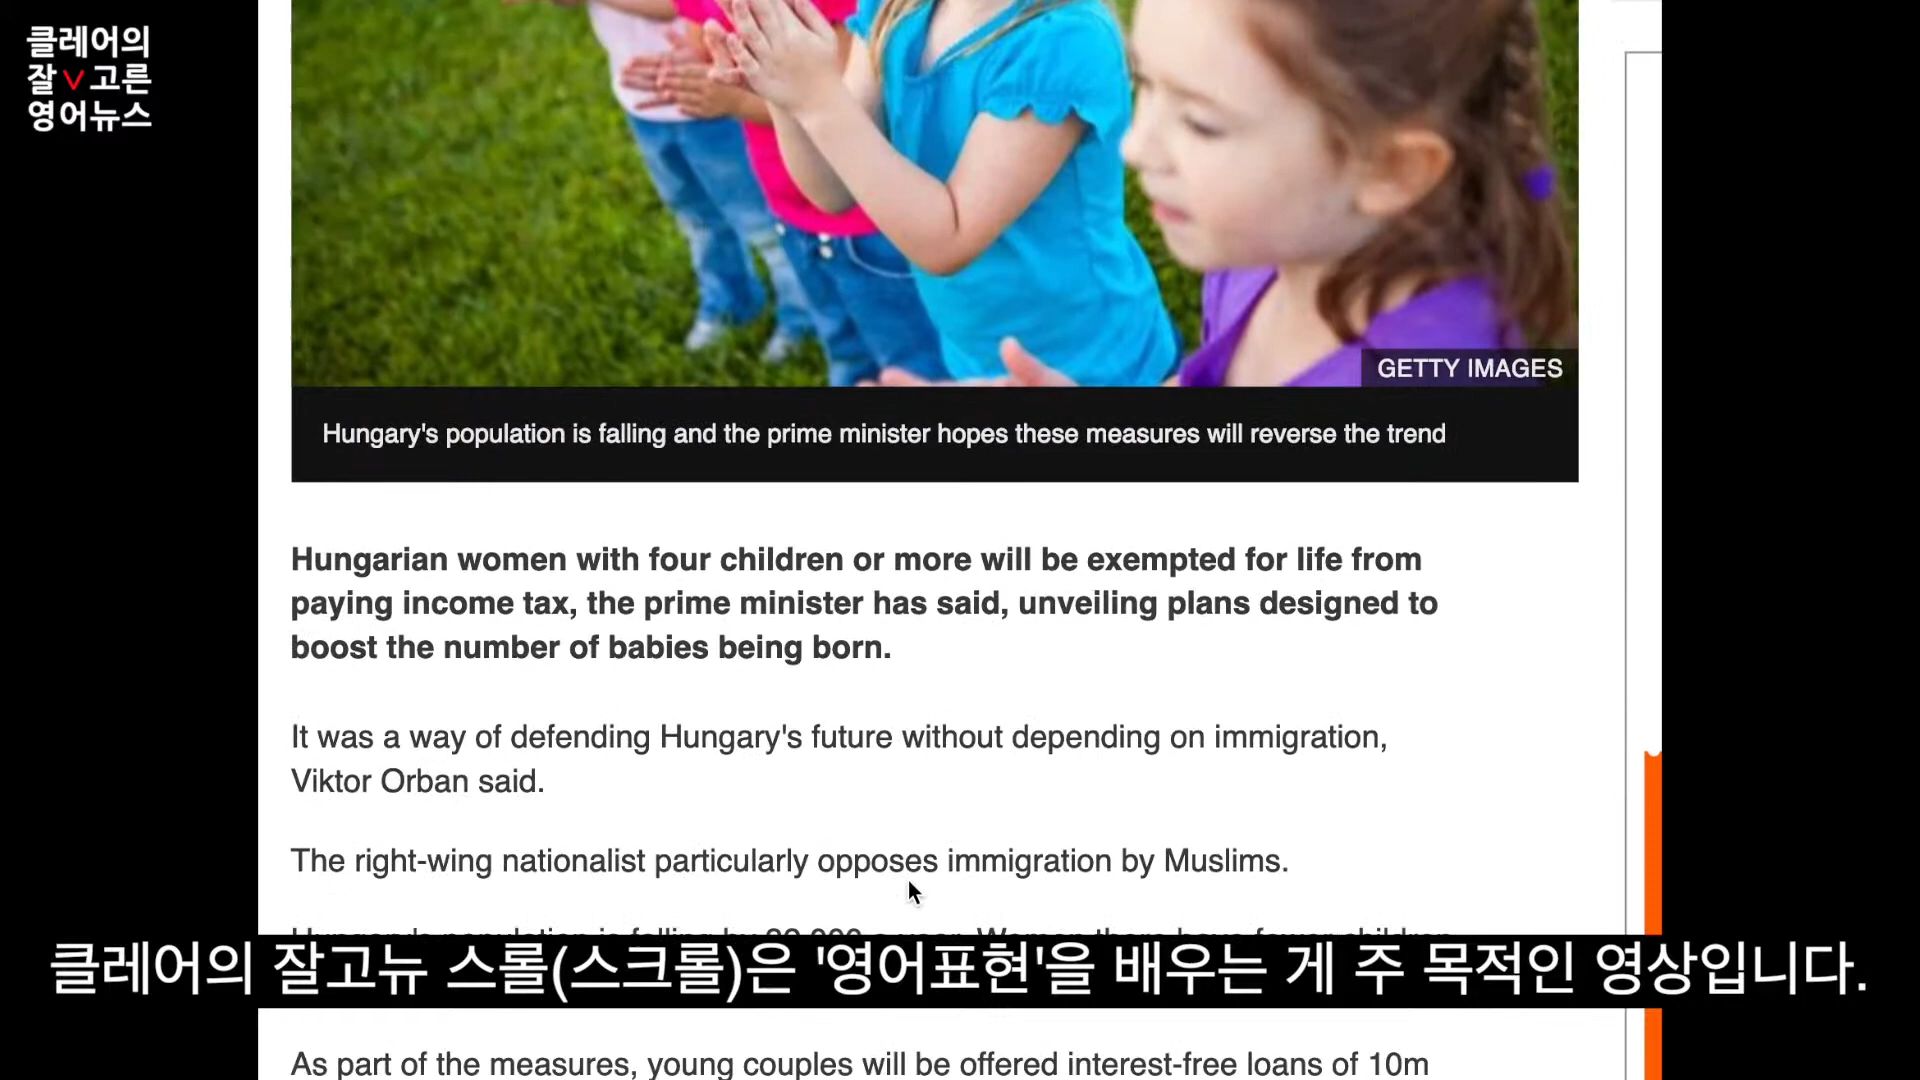 클레어의
잘 v 고른
영어뉴스
GETTY IMAGES
Hungary's population is falling and the prime minister hopes these measures will reverse the trend
Hungarian women with four children or more will be exempted for life from
paying income tax, the prime minister has said, unveiling plans designed to
boost the number of babies being born.
It was a way of defending Hungary's future without depending on immigration,
Viktor Orban said.
The right-wing nationalist particularly opposes immigration by Muslims.
클레어의 잘고뉴 스롤(스크롤)은 '영어표현'을 배우는 게 주 목적인 영상입니다.
As part of the measures, young couples will be offered interest-free loans of 10m